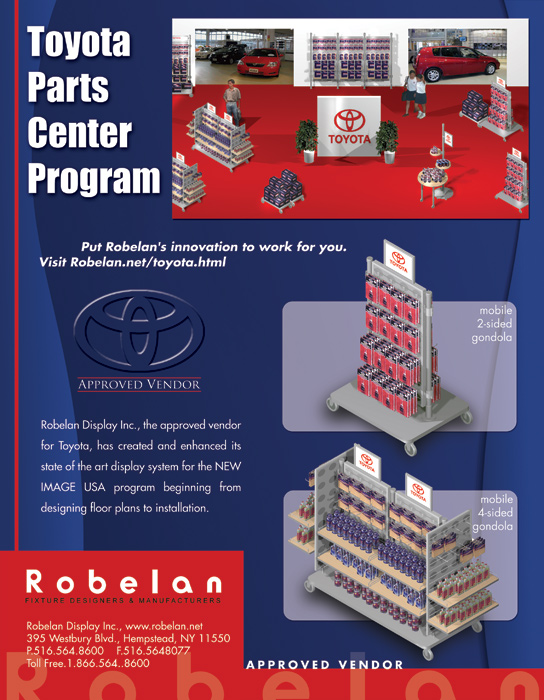 Toyota
Parts
Center
Program
TOYOTA
Put Robelan's innovation to work for you.
Visit Robelan.net/toyota.html
TOYOTA
mobile
2-sided
gondola
APPROVED VENDOR
Robelan Display Inc., the approved vendor
for Toyota, has created and enhanced its
state of the art display system for the NEW
IMAGE USA program beginning from
designing floor plans to installation.
TOYOTA
TOYOTA
mobile
4-sided
gondola
Robelan
FIXTURE DESIGNERS & MANUFACTURERS
Robelan Display Inc., www.robelan.net
395 Westbury Blvd., Hempstead, NY 11550
P.516.564.8600 F.516.5648077
Toll Free.1.866.564..8600
APPROVED VENDOR
Robelan